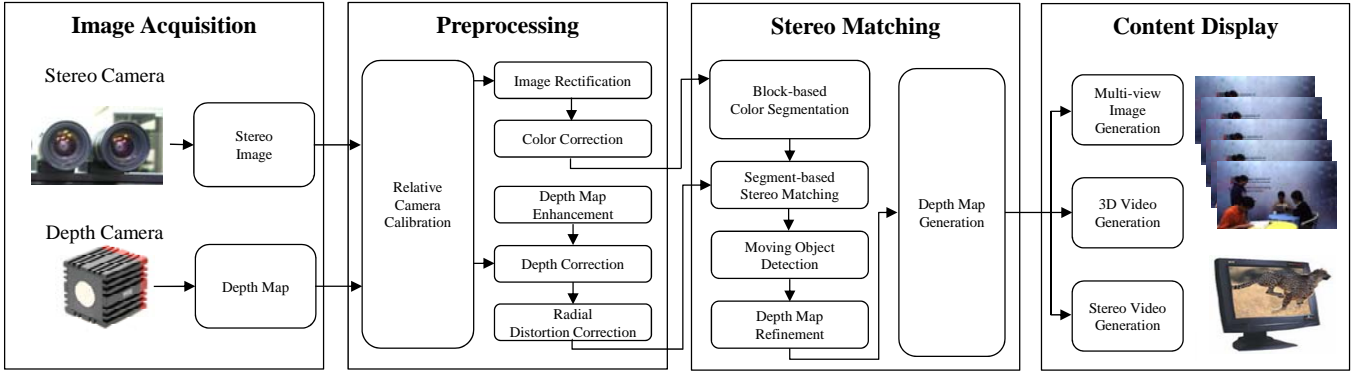 Image Acquisition
Stereo Camera
Stereo
Image
Depth Camera
Depth Map
Preprocessing
Relative
Camera
Calibration
Image Rectification
Color Correction
Depth Map
Enhancement
Depth Correction
Radial
Distortion Correction
Stereo Matching
Block-based
Color Segmentation
Segment-based
Stereo Matching
Moving Object
Detection
Depth Map
Refinement
Depth Map
Generation
Content Display
Multi-view
Image
Generation
3D Video
Generation
Stereo Video
Generation